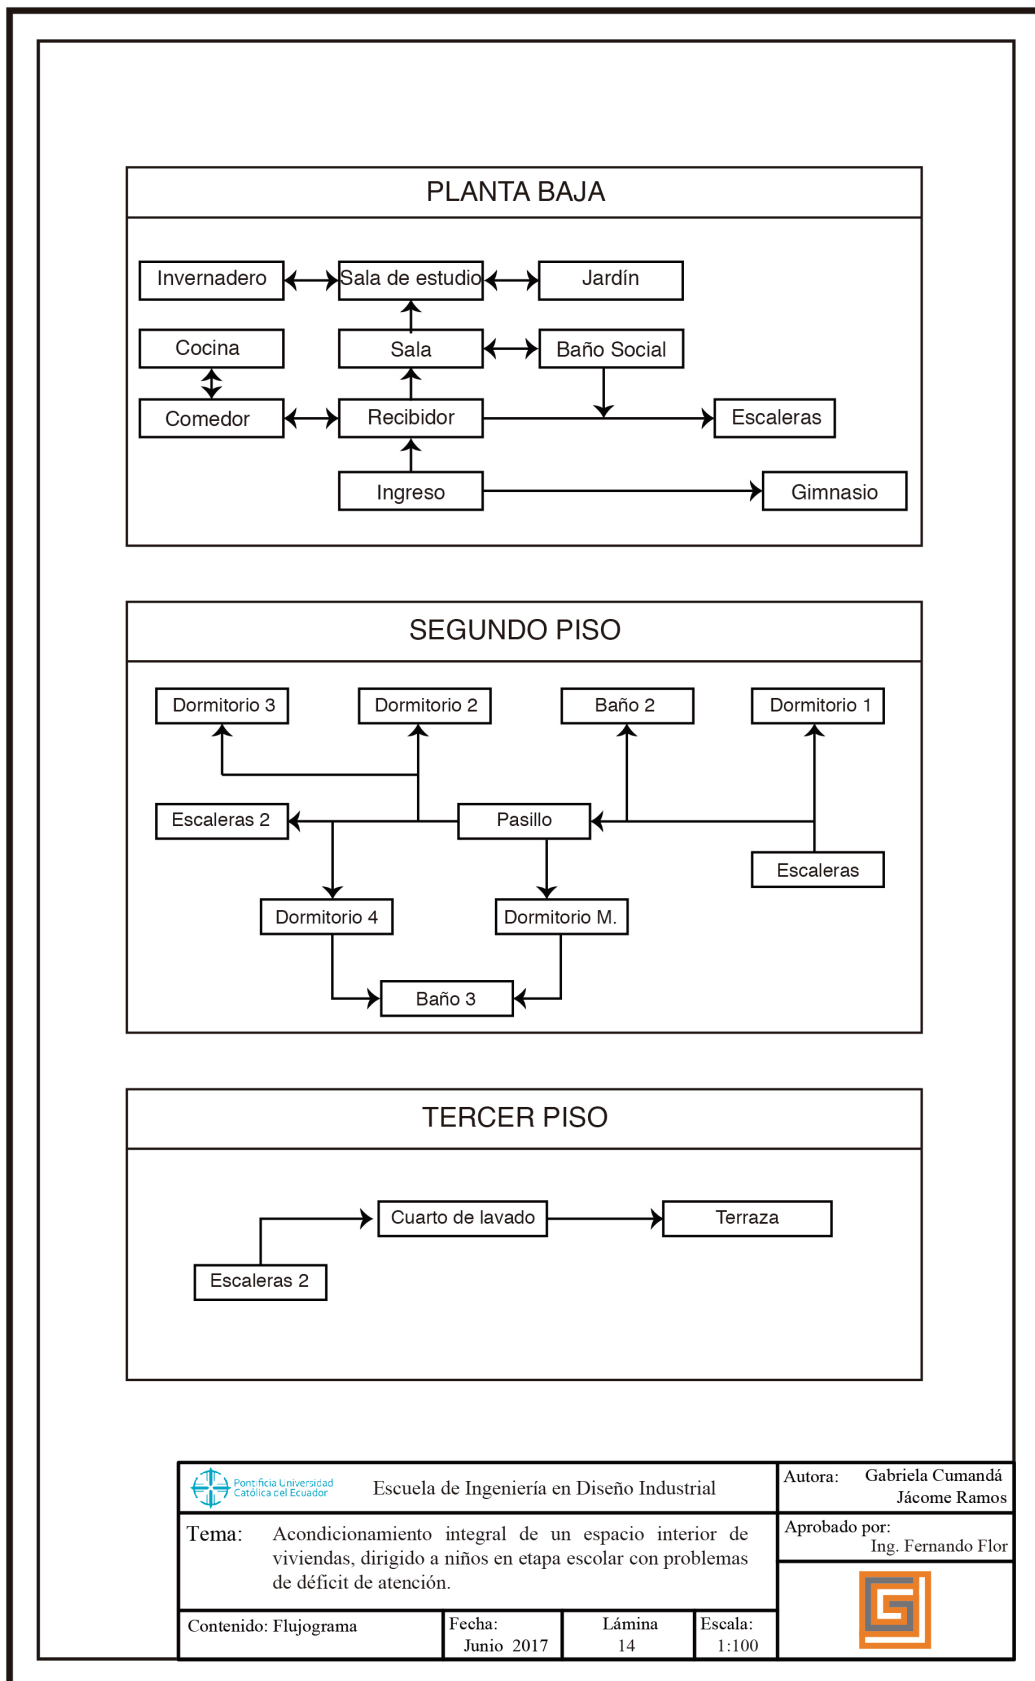 PLANTA BAJA
Invernadero
Sala de estudio
Jardín
Cocina
Sala
Baño Social
Comedor
Recibidor
Escaleras
Ingreso
Gimnasio
SEGUNDO PISO
Dormitorio 3
Dormitorio 2
Baño 2
Dormitorio 1
Escaleras 2
Pasillo
Escaleras
Dormitorio 4
Dormitorio M.
Baño 3
TERCER PISO
Cuarto de lavado
Terraza
Escaleras 2
Pontificia Universidad
Católica del Ecuador
Escuela de Ingeniería en Diseño Industrial
Autora: Gabriela Cumandá
Jácome Ramos
Tema: Acondicionamiento integral de un espacio interior de
viviendas, dirigido a niños en etapa escolar con problemas
de déficit de atención.
Aprobado por:
Ing. Fernando Flor
Contenido: Flujograma
Fecha:
Junio 2017
Lámina
14
Escala:
1:100